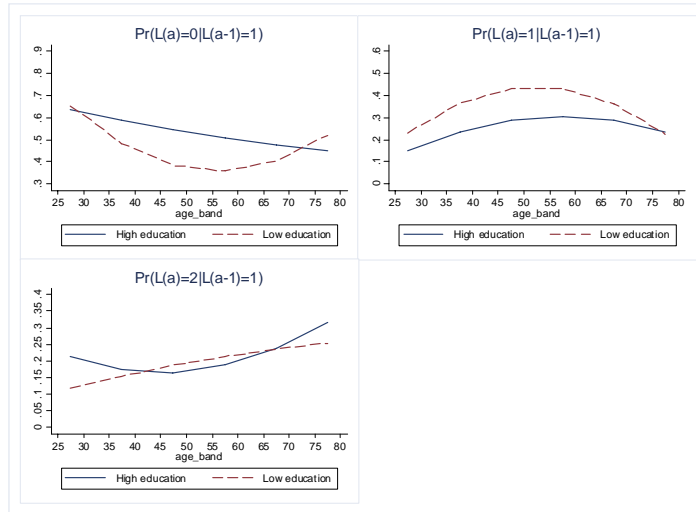 Pr(L(a)=0|L(a-1)=1)
.3 .4 .5 .6 .7 .8 .9
25 30 35 40 45 50 55 60 65 70 75 80
age_band
High education Low education
Pr(L(a)=1|L(a-1)=1)
0 .1 .2 .3 .4 .5 .6
25 30 35 40 45 50 55 60 65 70 75 80
age_band
High education Low education
Pr(L(a)=2|L(a-1)=1)
0 .05 .1 .15 .2 .25 .3 .35 .4
25 30 35 40 45 50 55 60 65 70 75 80
age_band
High education Low education